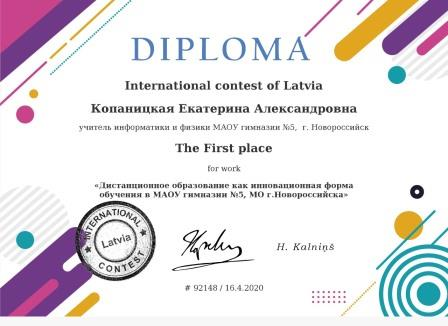 DIPLOMA
International contest of Latvia
Копаницкая Екатерина Александровна
учитель информатики и физики МАОУ гимназии №5, г. Новороссийск
The First place
for work
«Дистанционное образование как инновационная форма
обучения в МАОУ гимназии №5, МО г.Новороссийска»
INTERNATIONAL
Latvia
CONTEST
H. Kalniņš
# 92148 / 16.4.2020